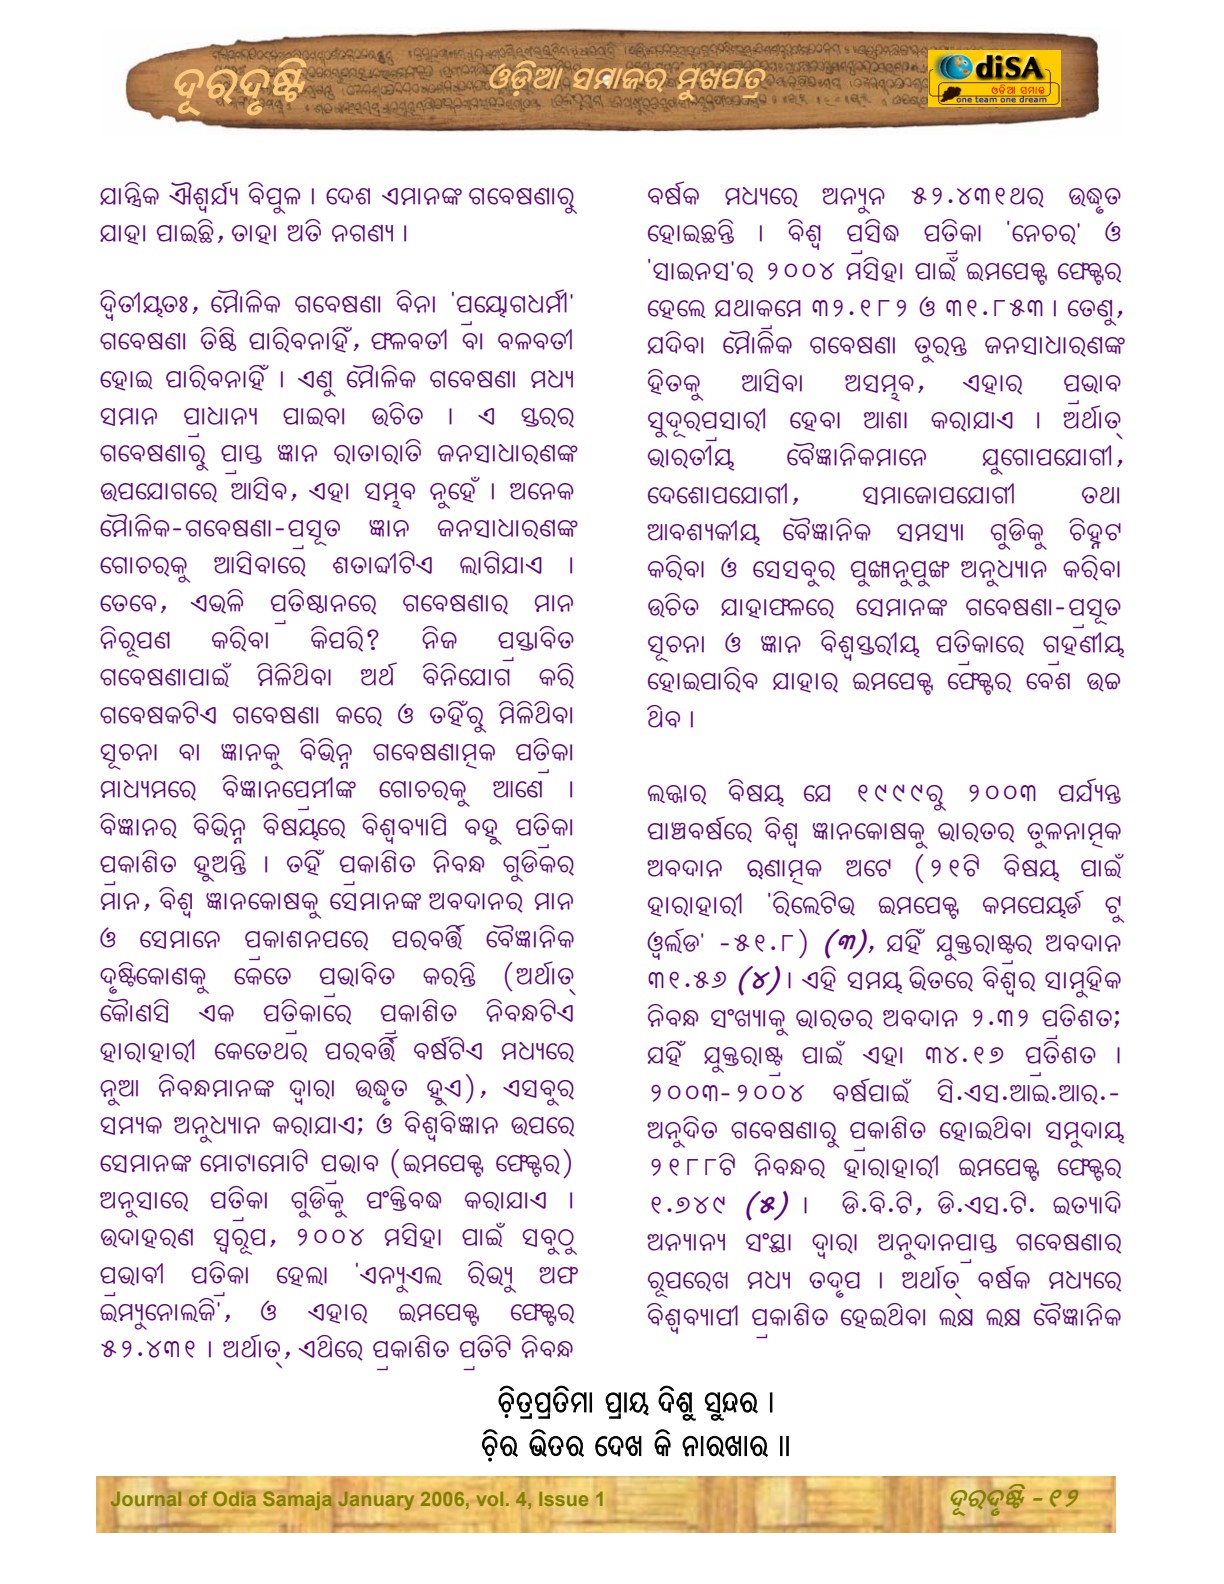 ଦୂରଦୃଷ୍ଟି
ଓଡ଼ିଆ ସମାଜର ମୁଖପତ୍ର
OdiSA
ଓଡିଆ ସମାଜ
one team one dream
ଯାନ୍ତ୍ରିକ ଐଶ୍ୱର୍ଯ୍ୟ ବିପୁଳ । ଦେଶ ଏମାନଙ୍କ ଗବେଷଣାରୁ
ଯାହା ପାଇଛି, ତାହା ଅତି ନଗଣ୍ୟ ।
ଦ୍ୱିତୀୟତଃ, ମୌଳିକ ଗବେଷଣା ବିନା 'ପ୍ରୟୋଗଧର୍ମୀ'
ଗବେଷଣା ତିଷ୍ଠି ପାରିବନାହିଁ, ଫଳବତୀ ବା ବଳବତୀ
ହୋଇ ପାରିବନାହିଁ । ଏଣୁ ମୌଳିକ ଗବେଷଣା ମଧ୍ୟ
ସମାନ ପ୍ରାଧାନ୍ୟ ପାଇବା ଉଚିତ । ଏ ସ୍ତରର
ଗବେଷଣାରୁ ପ୍ରାପ୍ତ ଜ୍ଞାନ ରାତାରାତି ଜନସାଧାରଣଙ୍କ
ଉପଯୋଗରେ ଆସିବ, ଏହା ସମ୍ଭବ ନୁହେଁ । ଅନେକ
ମୌଳିକ-ଗବେଷଣା-ପ୍ରସୂତ ଜ୍ଞାନ ଜନସାଧାରଣଙ୍କ
ଗୋଚରକୁ ଆସିବାରେ ଶତାବ୍ଦୀଟିଏ ଲାଗିଯାଏ ।
ତେବେ, ଏଭଳି ପ୍ରତିଷ୍ଠାନରେ ଗବେଷଣାର ମାନ
ନିରୂପଣ କରିବା କିପରି? ନିଜ ପ୍ରସ୍ତାବିତ
ଗବେଷଣାପାଇଁ ମିଳିଥିବା ଅର୍ଥ ବିନିଯୋଗ କରି
ଗବେଷକଟିଏ ଗବେଷଣା କରେ ଓ ତହିଁରୁ ମିଳିଥିବା
ସୂଚନା ବା ଜ୍ଞାନକୁ ବିଭିନ୍ନ ଗବେଷଣାତ୍ମକ ପତ୍ରିକା
ମାଧ୍ୟମରେ ବିଜ୍ଞାନପ୍ରେମୀଙ୍କ ଗୋଚରକୁ ଆଣେ ।
ବିଜ୍ଞାନର ବିଭିନ୍ନ ବିଷୟରେ ବିଶ୍ୱବ୍ୟାପି ବହୁ ପତ୍ରିକା
ପ୍ରକାଶିତ ହୁଅନ୍ତି । ତହିଁ ପ୍ରକାଶିତ ନିବନ୍ଧ ଗୁଡିକର
ମାନ, ବିଶ୍ୱ ଜ୍ଞାନକୋଷକୁ ସେମାନଙ୍କ ଅବଦାନର ମାନ
ଓ ସେମାନେ ପ୍ରକାଶନପରେ ପରବର୍ତ୍ତି ବୈଜ୍ଞାନିକ
ଦୃଷ୍ଟିକୋଣକୁ କେତେ ପ୍ରଭାବିତ କରନ୍ତି (ଅର୍ଥାତ୍
କୌଣସି ଏକ ପତ୍ରିକାରେ ପ୍ରକାଶିତ ନିବନ୍ଧଟିଏ
ହାରାହାରୀ କେତେଥର ପରବର୍ତ୍ତି ବର୍ଷଟିଏ ମଧ୍ୟରେ
ନୂଆ ନିବନ୍ଧମାନଙ୍କ ଦ୍ୱାରା ଉଦ୍ଧୃତ ହୁଏ), ଏସବୁର
ସମ୍ୟକ ଅନୁଧ୍ୟାନ କରାଯାଏ; ଓ ବିଶ୍ୱବିଜ୍ଞାନ ଉପରେ
ସେମାନଙ୍କ ମୋଟାମୋଟି ପ୍ରଭାବ (ଇମପେକ୍ଟ ଫେକ୍ଟର)
ଅନୁସାରେ ପତ୍ରିକା ଗୁଡିକୁ ପଂକ୍ତିବଦ୍ଧ କରାଯାଏ ।
ଉଦାହରଣ ସ୍ୱରୂପ, ୨୦୦୪ ମସିହା ପାଇଁ ସବୁଠୁ
ପ୍ରଭାବୀ ପତ୍ରିକା ହେଲା 'ଏନ୍ୟୁଏଲ ରିଭ୍ୟୁ ଅଫ
ଇମ୍ୟୁନୋଲଜି', ଓ ଏହାର ଇମପେକ୍ଟ ଫେକ୍ଟର
୫୨.୪୩୧ । ଅର୍ଥାତ୍, ଏଥିରେ ପ୍ରକାଶିତ ପ୍ରତିଟି ନିବନ୍ଧ
ବର୍ଷକ ମଧ୍ୟରେ ଅନ୍ୟୁନ ୫୨.୪୩୧ଥର ଉଦ୍ଧୃତ
ହୋଇଛନ୍ତି । ବିଶ୍ୱ ପ୍ରସିଦ୍ଧ ପତ୍ରିକା 'ନେଚର' ଓ
'ସାଇନସ'ର ୨୦୦୪ ମସିହା ପାଇଁ ଇମପେକ୍ଟ ଫେକ୍ଟର
ହେଲେ ଯଥାକ୍ରମେ ୩୨.୧୮୨ ଓ ୩୧.୮୫୩ । ତେଣୁ,
ଯଦିବା ମୌଳିକ ଗବେଷଣା ତୁରନ୍ତ ଜନସାଧାରଣଙ୍କ
ହିତକୁ ଆସିବା ଅସମ୍ଭବ, ଏହାର ପ୍ରଭାବ
ସୁଦୂରପ୍ରସାରୀ ହେବା ଆଶା କରାଯାଏ । ଅର୍ଥାତ୍
ଭାରତୀୟ ବୈଜ୍ଞାନିକମାନେ ଯୁଗୋପଯୋଗୀ,
ଦେଶୋପଯୋଗୀ, ସମାଜୋପଯୋଗୀ ତଥା
ଆବଶ୍ୟକୀୟ ବୈଜ୍ଞାନିକ ସମସ୍ୟା ଗୁଡିକୁ ଚିହ୍ନଟ
କରିବା ଓ ସେସବୁର ପୁଙ୍ଖାନୁପୁଙ୍ଖ ଅନୁଧ୍ୟାନ କରିବା
ଉଚିତ ଯାହାଫଳରେ ସେମାନଙ୍କ ଗବେଷଣା-ପ୍ରସୂତ
ସୂଚନା ଓ ଜ୍ଞାନ ବିଶ୍ୱସ୍ତରୀୟ ପତ୍ରିକାରେ ଗ୍ରହଣୀୟ
ହୋଇପାରିବ ଯାହାର ଇମପେକ୍ଟ ଫେକ୍ଟର ବେଶ ଉଚ୍ଚ
ଥିବ ।
ଲଜ୍ଜାର ବିଷୟ ଯେ ୧୯୯୯ରୁ ୨୦୦୩ ପର୍ଯ୍ୟନ୍ତ
ପାଞ୍ଚବର୍ଷରେ ବିଶ୍ୱ ଜ୍ଞାନକୋଷକୁ ଭାରତର ତୁଳନାତ୍ମକ
ଅବଦାନ ଋଣାତ୍ମକ ଅଟେ (୨୧ଟି ବିଷୟ ପାଇଁ
ହାରାହାରୀ 'ରିଲେଟିଭ ଇମପେକ୍ଟ କମପେୟର୍ଡ ଟୁ
ଓ୍ୱର୍ଲଡ' -୫୧.୮) (୩), ଯହିଁ ଯୁକ୍ତରାଷ୍ଟ୍ରର ଅବଦାନ
୩୧.୫୬ (୪) । ଏହି ସମୟ ଭିତରେ ବିଶ୍ୱର ସାମୁହିକ
ନିବନ୍ଧ ସଂଖ୍ୟାକୁ ଭାରତର ଅବଦାନ ୨.୩୨ ପ୍ରତିଶତ;
ଯହିଁ ଯୁକ୍ତରାଷ୍ଟ୍ର ପାଇଁ ଏହା ୩୪.୧୭ ପ୍ରତିଶତ ।
୨୦୦୩-୨୦୦୪ ବର୍ଷପାଇଁ ସି.ଏସ.ଆଇ.ଆର.-
ଅନୁଦିତ ଗବେଷଣାରୁ ପ୍ରକାଶିତ ହୋଇଥିବା ସମୁଦାୟ
୨୧୮୮ଟି ନିବନ୍ଧର ହାରାହାରୀ ଇମପେକ୍ଟ ଫେକ୍ଟର
୧.୭୪୯ (୫) । ଡି.ବି.ଟି, ଡି.ଏସ.ଟି. ଇତ୍ୟାଦି
ଅନ୍ୟାନ୍ୟ ସଂସ୍ଥା ଦ୍ୱାରା ଅନୁଦାନପ୍ରାପ୍ତ ଗବେଷଣାର
ରୂପରେଖ ମଧ୍ୟ ତଦ୍ରୂପ । ଅର୍ଥାତ୍ ବର୍ଷକ ମଧ୍ୟରେ
ବିଶ୍ୱବ୍ୟାପୀ ପ୍ରକାଶିତ ହେଇଥିବା ଲକ୍ଷ ଲକ୍ଷ ବୈଜ୍ଞାନିକ
ଚିତ୍ରପ୍ରତିମା ପ୍ରାୟ ଦିଶୁ ସୁନ୍ଦର ।
ଚିର ଭିତର ଦେଖ କି ନାରଖାର ॥
Journal of Odia Samaja January 2006, vol. 4, Issue 1
ଦୂରଦୃଷ୍ଟି - ୧୨